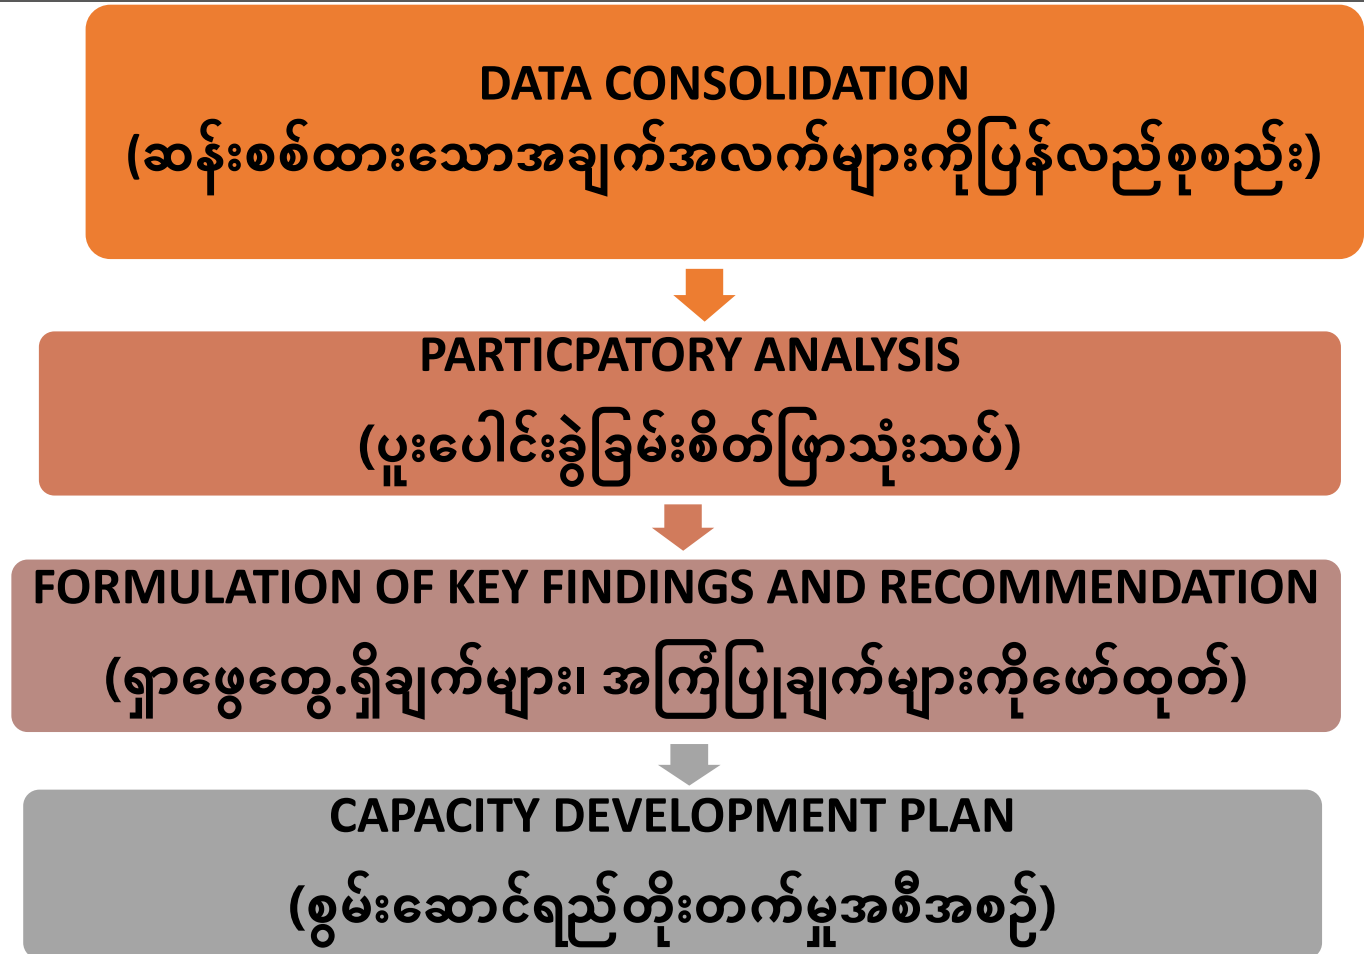 DATA CONSOLIDATION
(ဆန်းစစ်ထားသောအချက်အလက်များကိုပြန်လည်စုစည်း)
PARTICPATORY ANALYSIS
(ပူးပေါင်းခွဲခြမ်းစိတ်ဖြာသုံးသပ်)
FORMULATION OF KEY FINDINGS AND RECOMMENDATION
(ရှာဖွေတွေ.ရှိချက်များ၊ အကြံပြုချက်များကိုဖော်ထုတ်)
CAPACITY DEVELOPMENT PLAN
(စွမ်းဆောင်ရည်တိုးတက်မှုအစီအစဉ်)